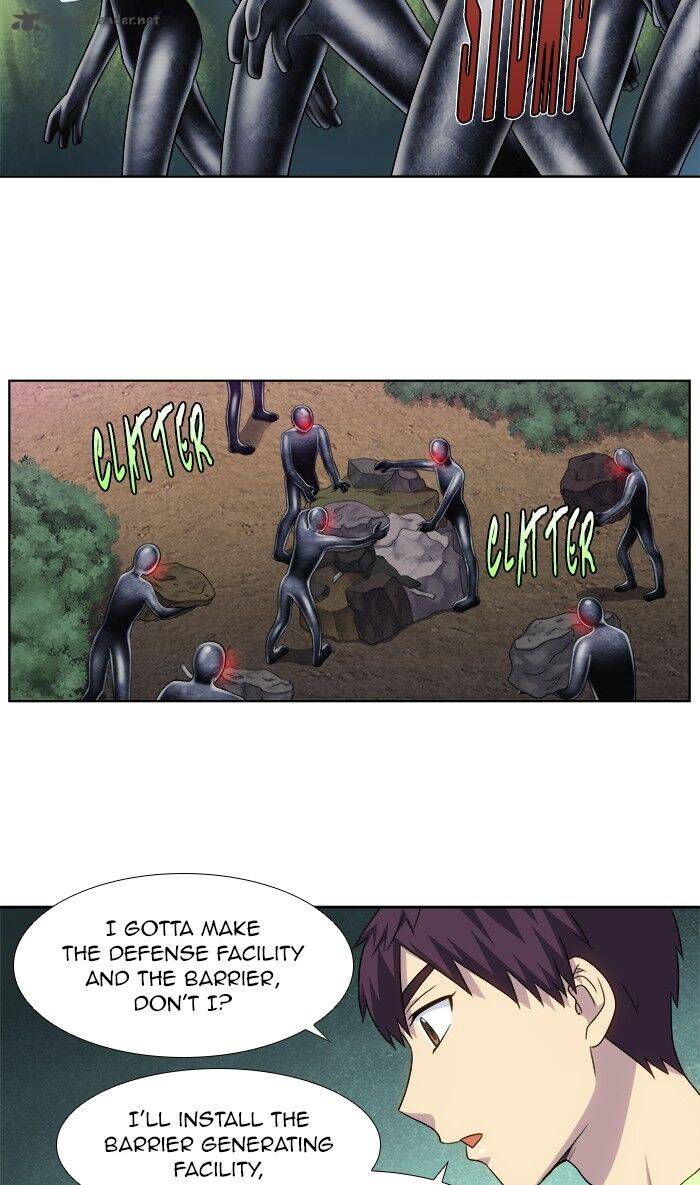 STOMP
CLATTER
CLATTER
I GOTTA MAKE
THE DEFENSE FACILITY
AND THE BARRIER,
DON'T I?
I'LL INSTALL THE
BARRIER GENERATING
FACILITY,